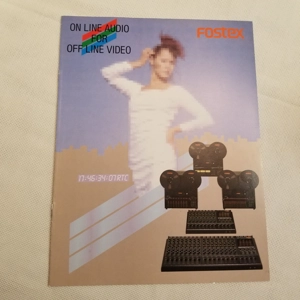 ON LINE AUDIO
FOR
OFF LINE VIDEO
Fostex